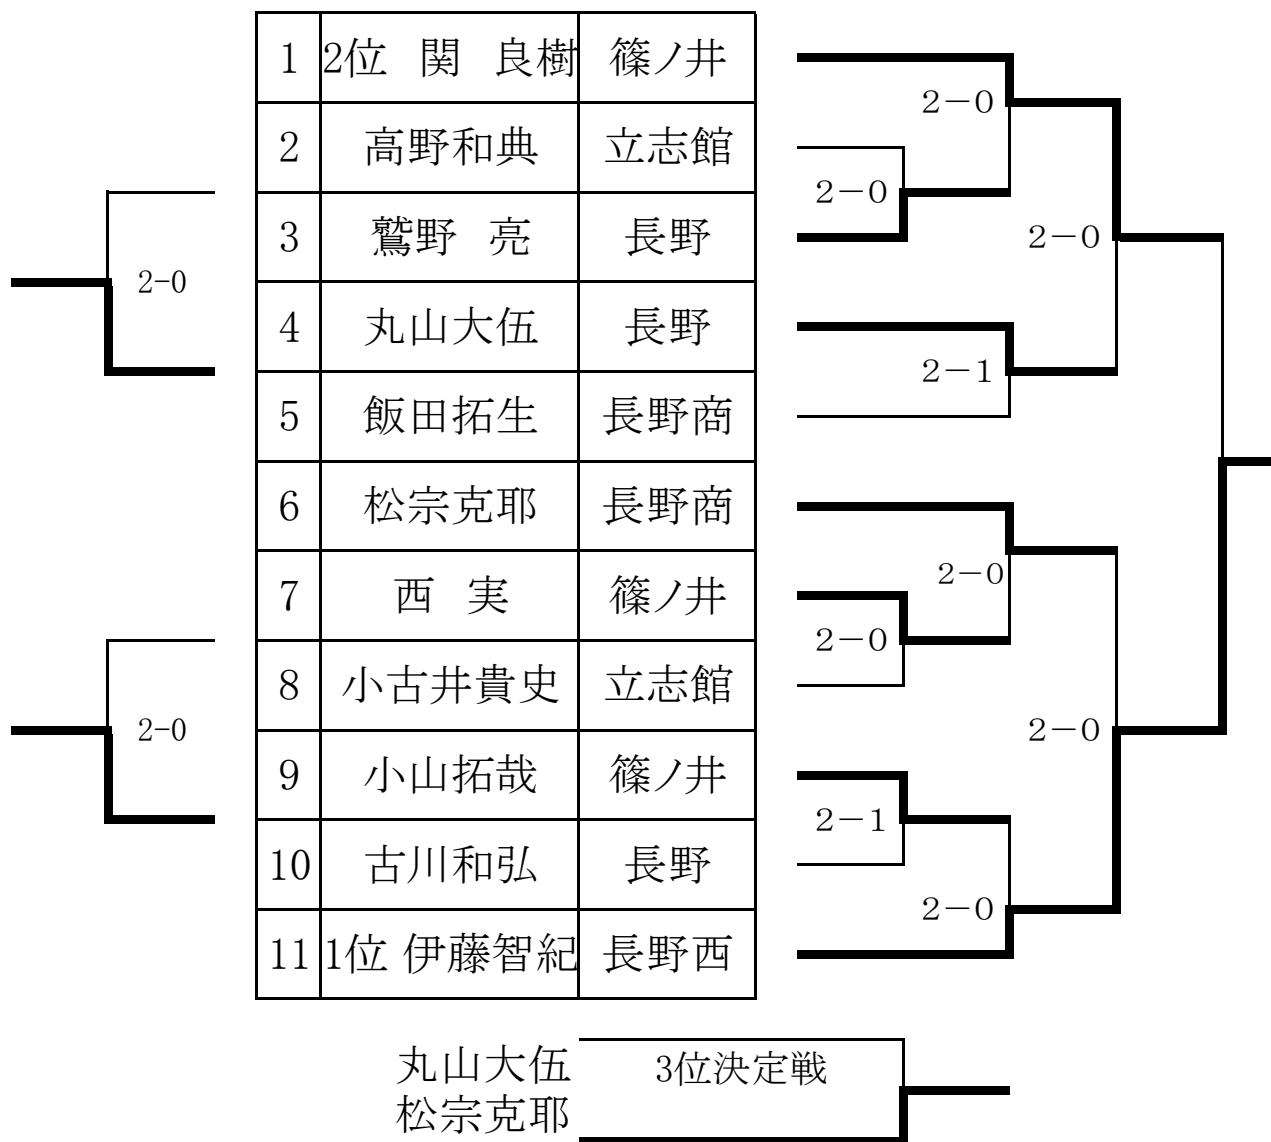 1 2位 関 良樹 篠ノ井
2 高野和典 立志館
3 鷲野 亮 長野
4 丸山大伍 長野
5 飯田拓生 長野商
6 松宗克耶 長野商
7 西 実 篠ノ井
8 小古井貴史 立志館
9 小山拓哉 篠ノ井
10 古川和弘 長野
11 1位 伊藤智紀 長野西
2-0
2-0
2−0
2−0
2−0
2−1
2−0
2−0
2−0
2−1
2−0
丸山大伍 3位決定戦
松宗克耶